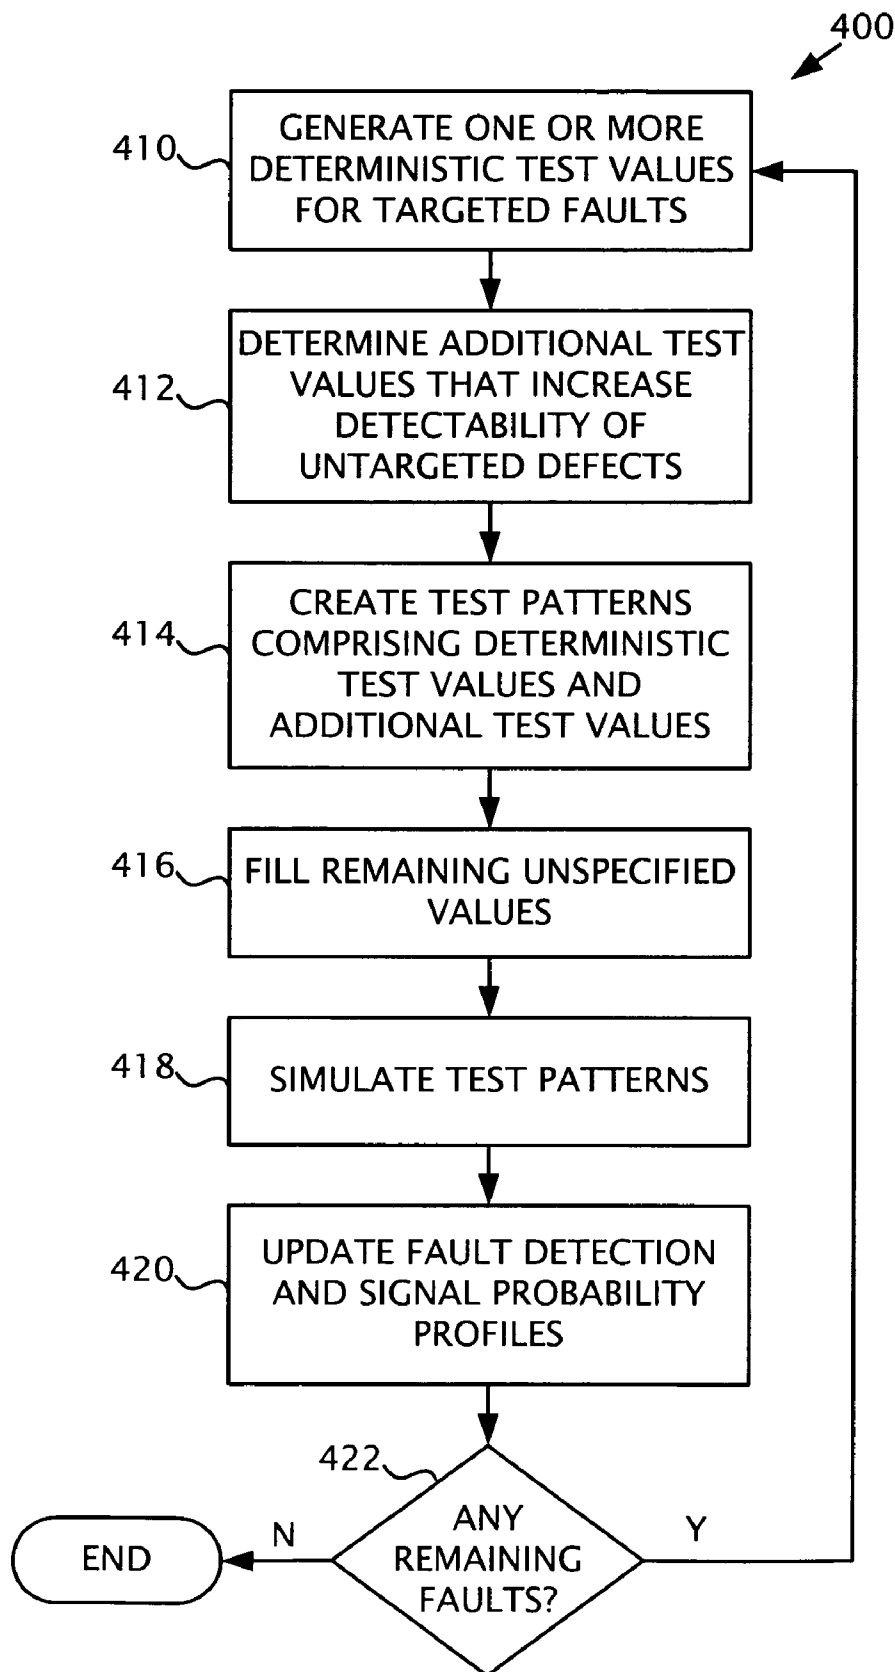 400
410
GENERATE ONE OR MORE
DETERMINISTIC TEST VALUES
FOR TARGETED FAULTS
412
DETERMINE ADDITIONAL TEST
VALUES THAT INCREASE
DETECTABILITY OF
UNTARGETED DEFECTS
414
CREATE TEST PATTERNS
COMPRISING DETERMINISTIC
TEST VALUES AND
ADDITIONAL TEST VALUES
416
FILL REMAINING UNSPECIFIED
VALUES
418
SIMULATE TEST PATTERNS
420
UPDATE FAULT DETECTION
AND SIGNAL PROBABILITY
PROFILES
422
ANY
REMAINING
FAULTS?
N
Y
END